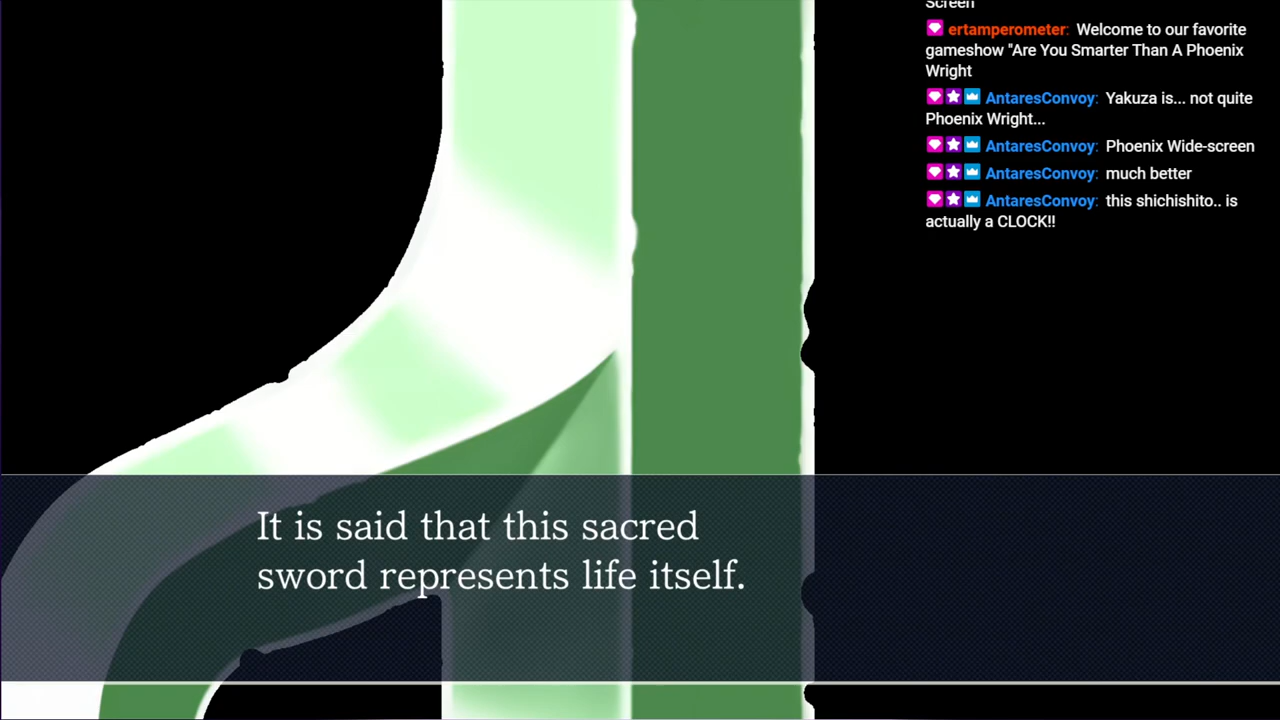 Screen
ertamperometer: Welcome to our favorite
gameshow "Are You Smarter Than A Phoenix
Wright
AntaresConvoy: Yakuza is... not quite
Phoenix Wright...
AntaresConvoy: Phoenix Wide-screen
AntaresConvoy: much better
AntaresConvoy: this shichishito.. is
actually a CLOCK!!
It is said that this sacred
sword represents life itself.